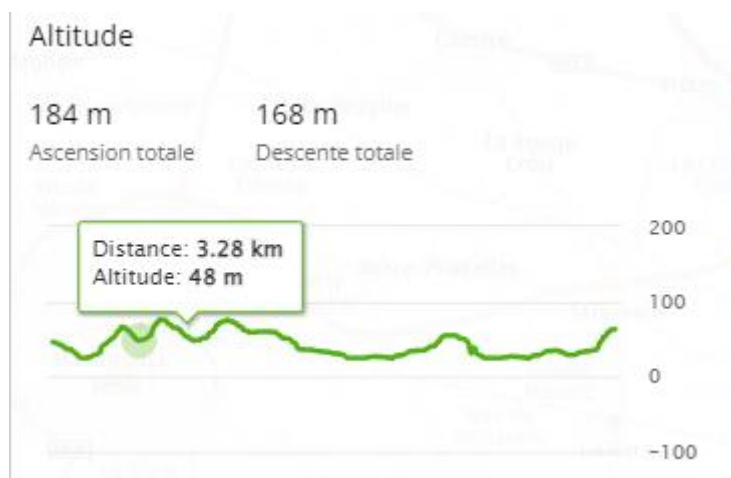 Altitude
184 m 168 m
Ascension totale Descente totale
200
Distance: 3.28 km
Altitude: 48 m
100
0
-100